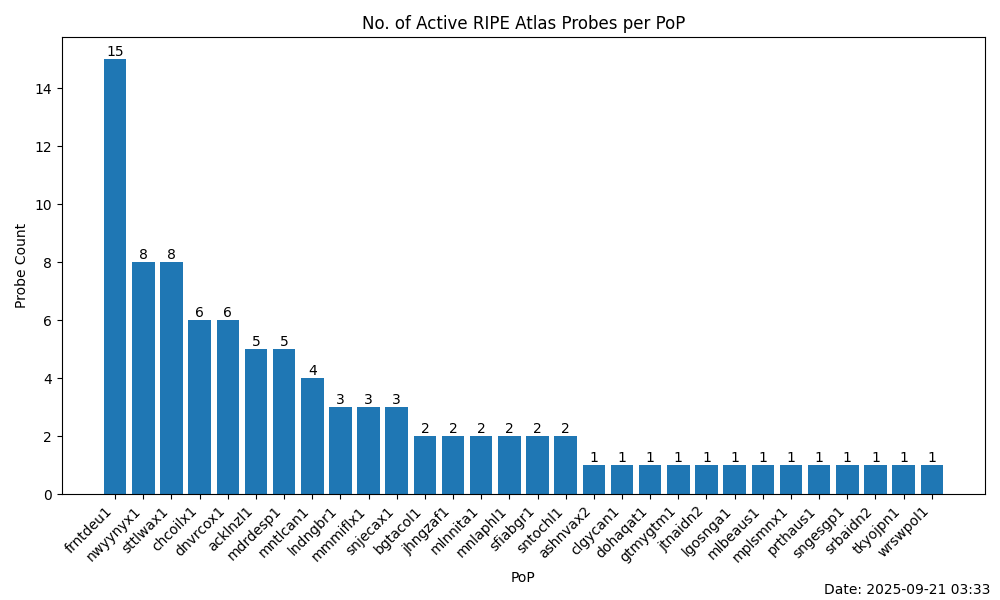 No. of Active RIPE Atlas Probes per PoP
Probe Count
14
12
10
8
6
4
2
0
15
8
8
6
6
5
5
4
3
3
3
2
2
2
2
2
2
1
1
1
1
1
1
1
1
1
1
1
1
1
frntdeu1
nwyynyx1
sttlwax1
chcoilx1
dnvrcox1
acklnzl1
mdrdesp1
mntlcan1
lndngbr1
mmmiflx1
snjecax1
bgtacol1
jhngzaf1
mlnnita1
mnlaphl1
sfiabgr1
sntochl1
ashnvax2
clgycan1
dohaqat1
gtmygtm1
jtnaidn2
lgosnga1
mlbeaus1
mplsmnx1
prthaus1
sngesgp1
srbaidn2
tkyojpn1
wrswpol1
PoP
Date: 2025-09-21 03:33